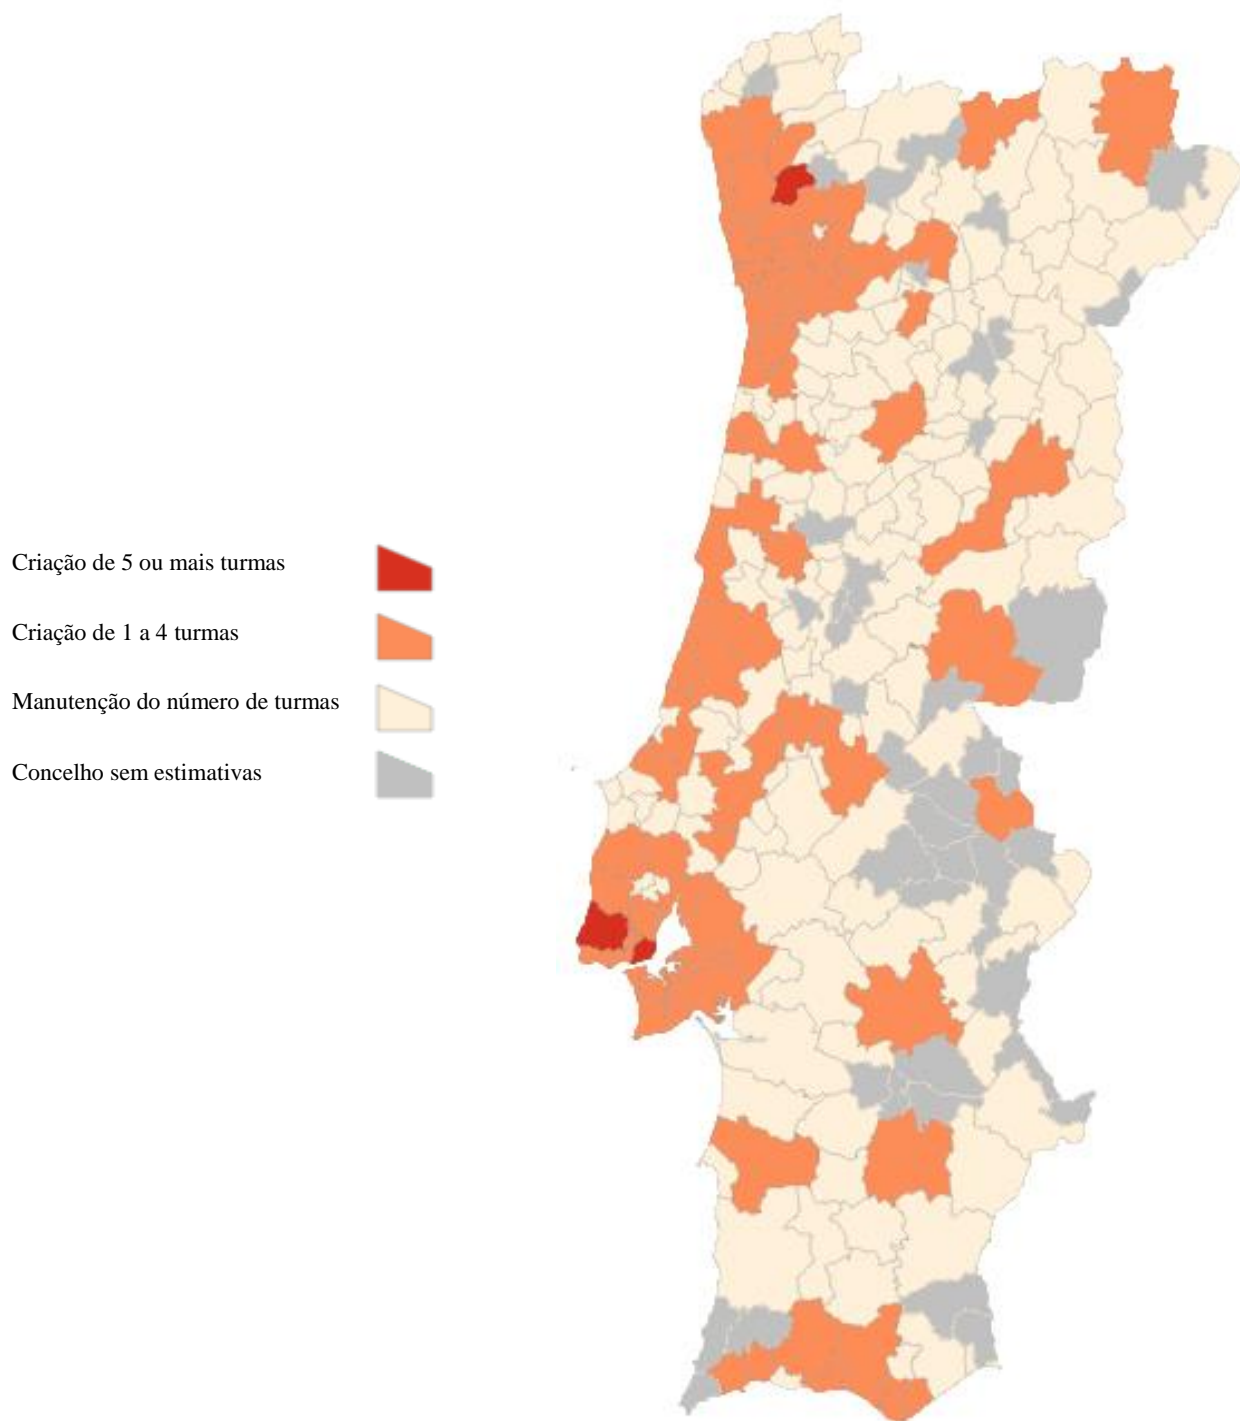 Criação de 5 ou mais turmas
Criação de 1 a 4 turmas
Manutenção do número de turmas
Concelho sem estimativas